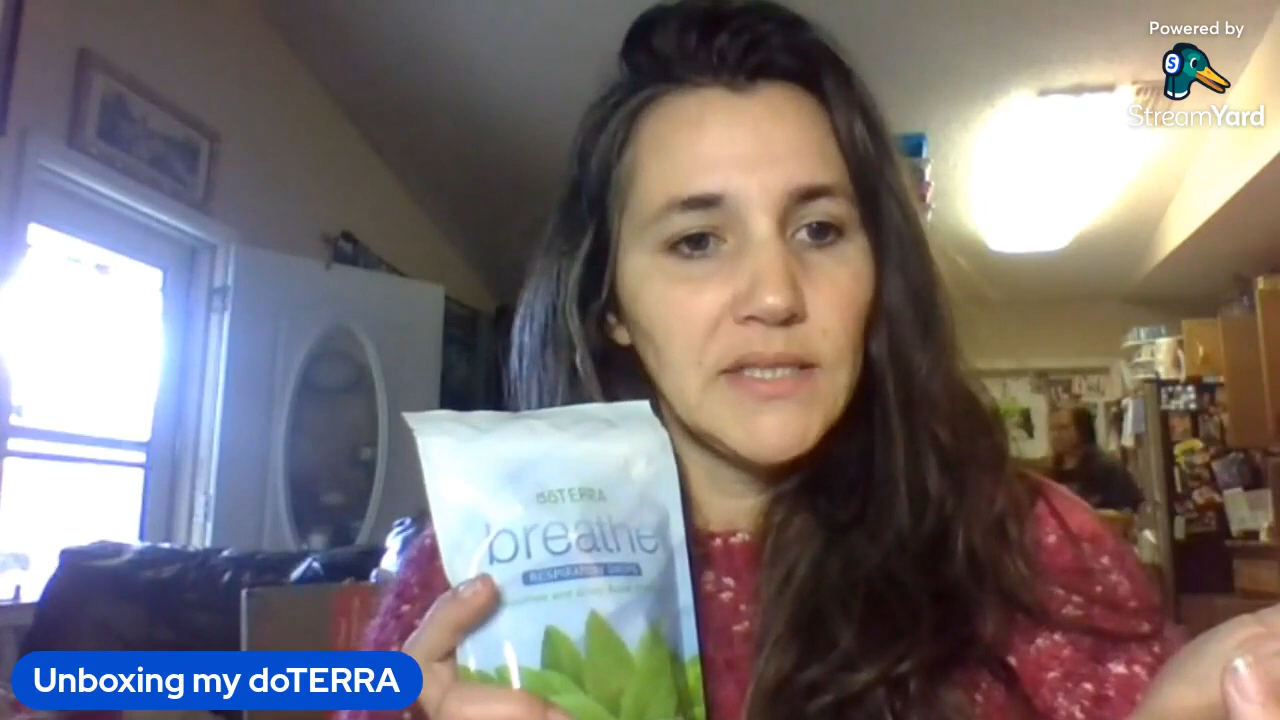 Powered by
StreamYard
dōTERRA
breathe
RESPIRATORY DROPS
Unboxing my doTERRA